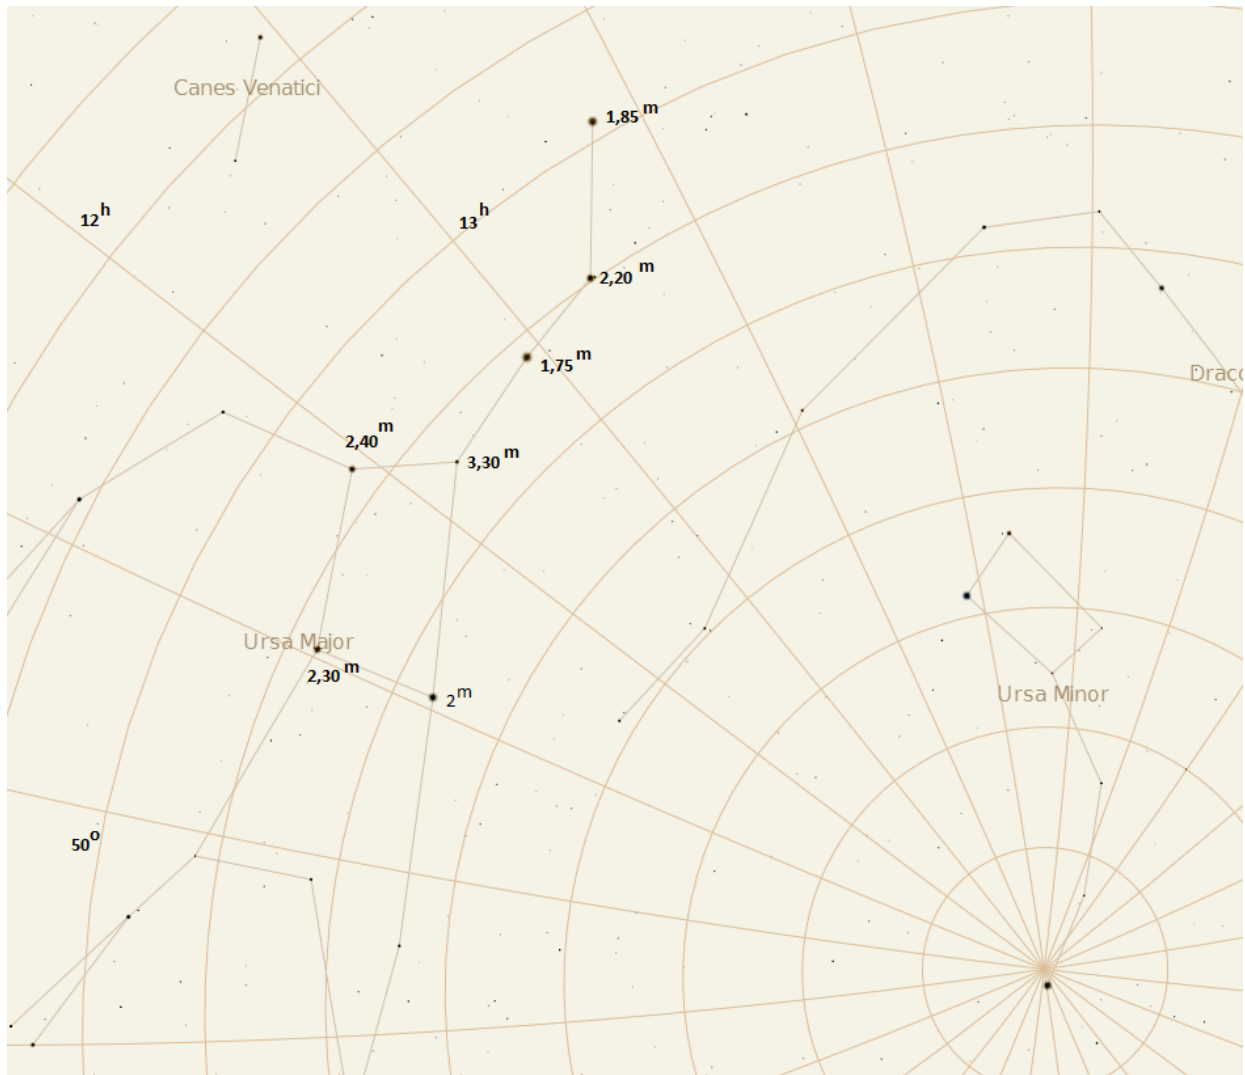 Canes Venatici
1,85 m
12 h
13 h
2,20 m
1,75 m
Draco
2,40 m
3,30 m
Ursa Major
2,30 m
2 m
Ursa Minor
50 o